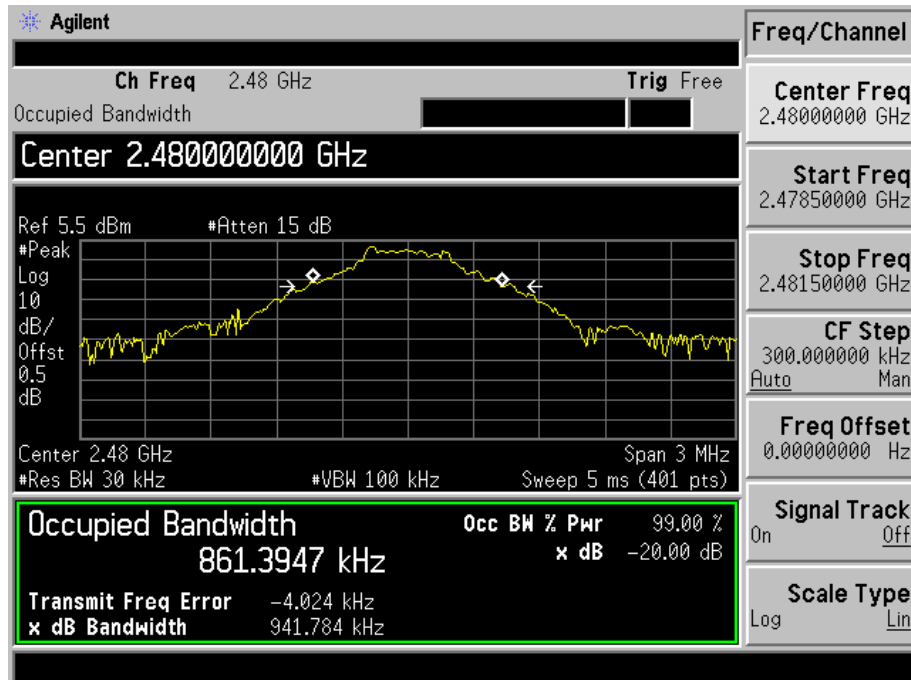 Agilent
Freq/Channel
Ch Freq 2.48 GHz Trig Free
Occupied Bandwidth
Center 2.480000000 GHz
Ref 5.5 dBm #Atten 15 dB
#Peak
Log
10
dB/
Offst
0.5
dB
Center 2.48 GHz Span 3 MHz
#Res BW 30 kHz #VBW 100 kHz Sweep 5 ms (401 pts)
Occupied Bandwidth Occ BW % Pwr 99.00 %
861.3947 kHz x dB -20.00 dB
Transmit Freq Error -4.024 kHz
x dB Bandwidth 941.784 kHz
Center Freq
2.48000000 GHz
Start Freq
2.47850000 GHz
Stop Freq
2.48150000 GHz
CF Step
300.000000 kHz
Auto Man
Freq Offset
0.00000000 Hz
Signal Track
On Off
Scale Type
Log Lin